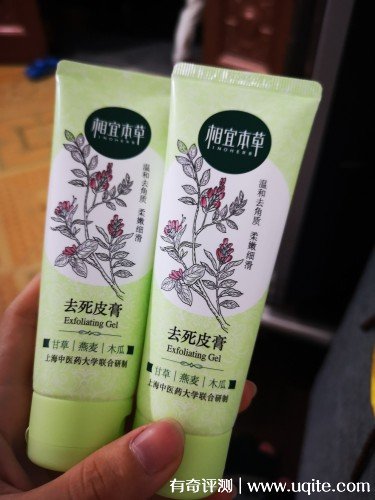 相宜本草
INOHERB
温和去角质 柔嫩细滑
去死皮膏
Exfoliating Gel
甘草 | 燕麦 | 木瓜
上海中医药大学联合研制
相宜本草
INOHERB
温和去角质 柔嫩细滑
去死皮膏
Exfoliating Gel
甘草 | 燕麦 | 木瓜
上海中医药大学联合研制
有奇评测 | www.uqite.com